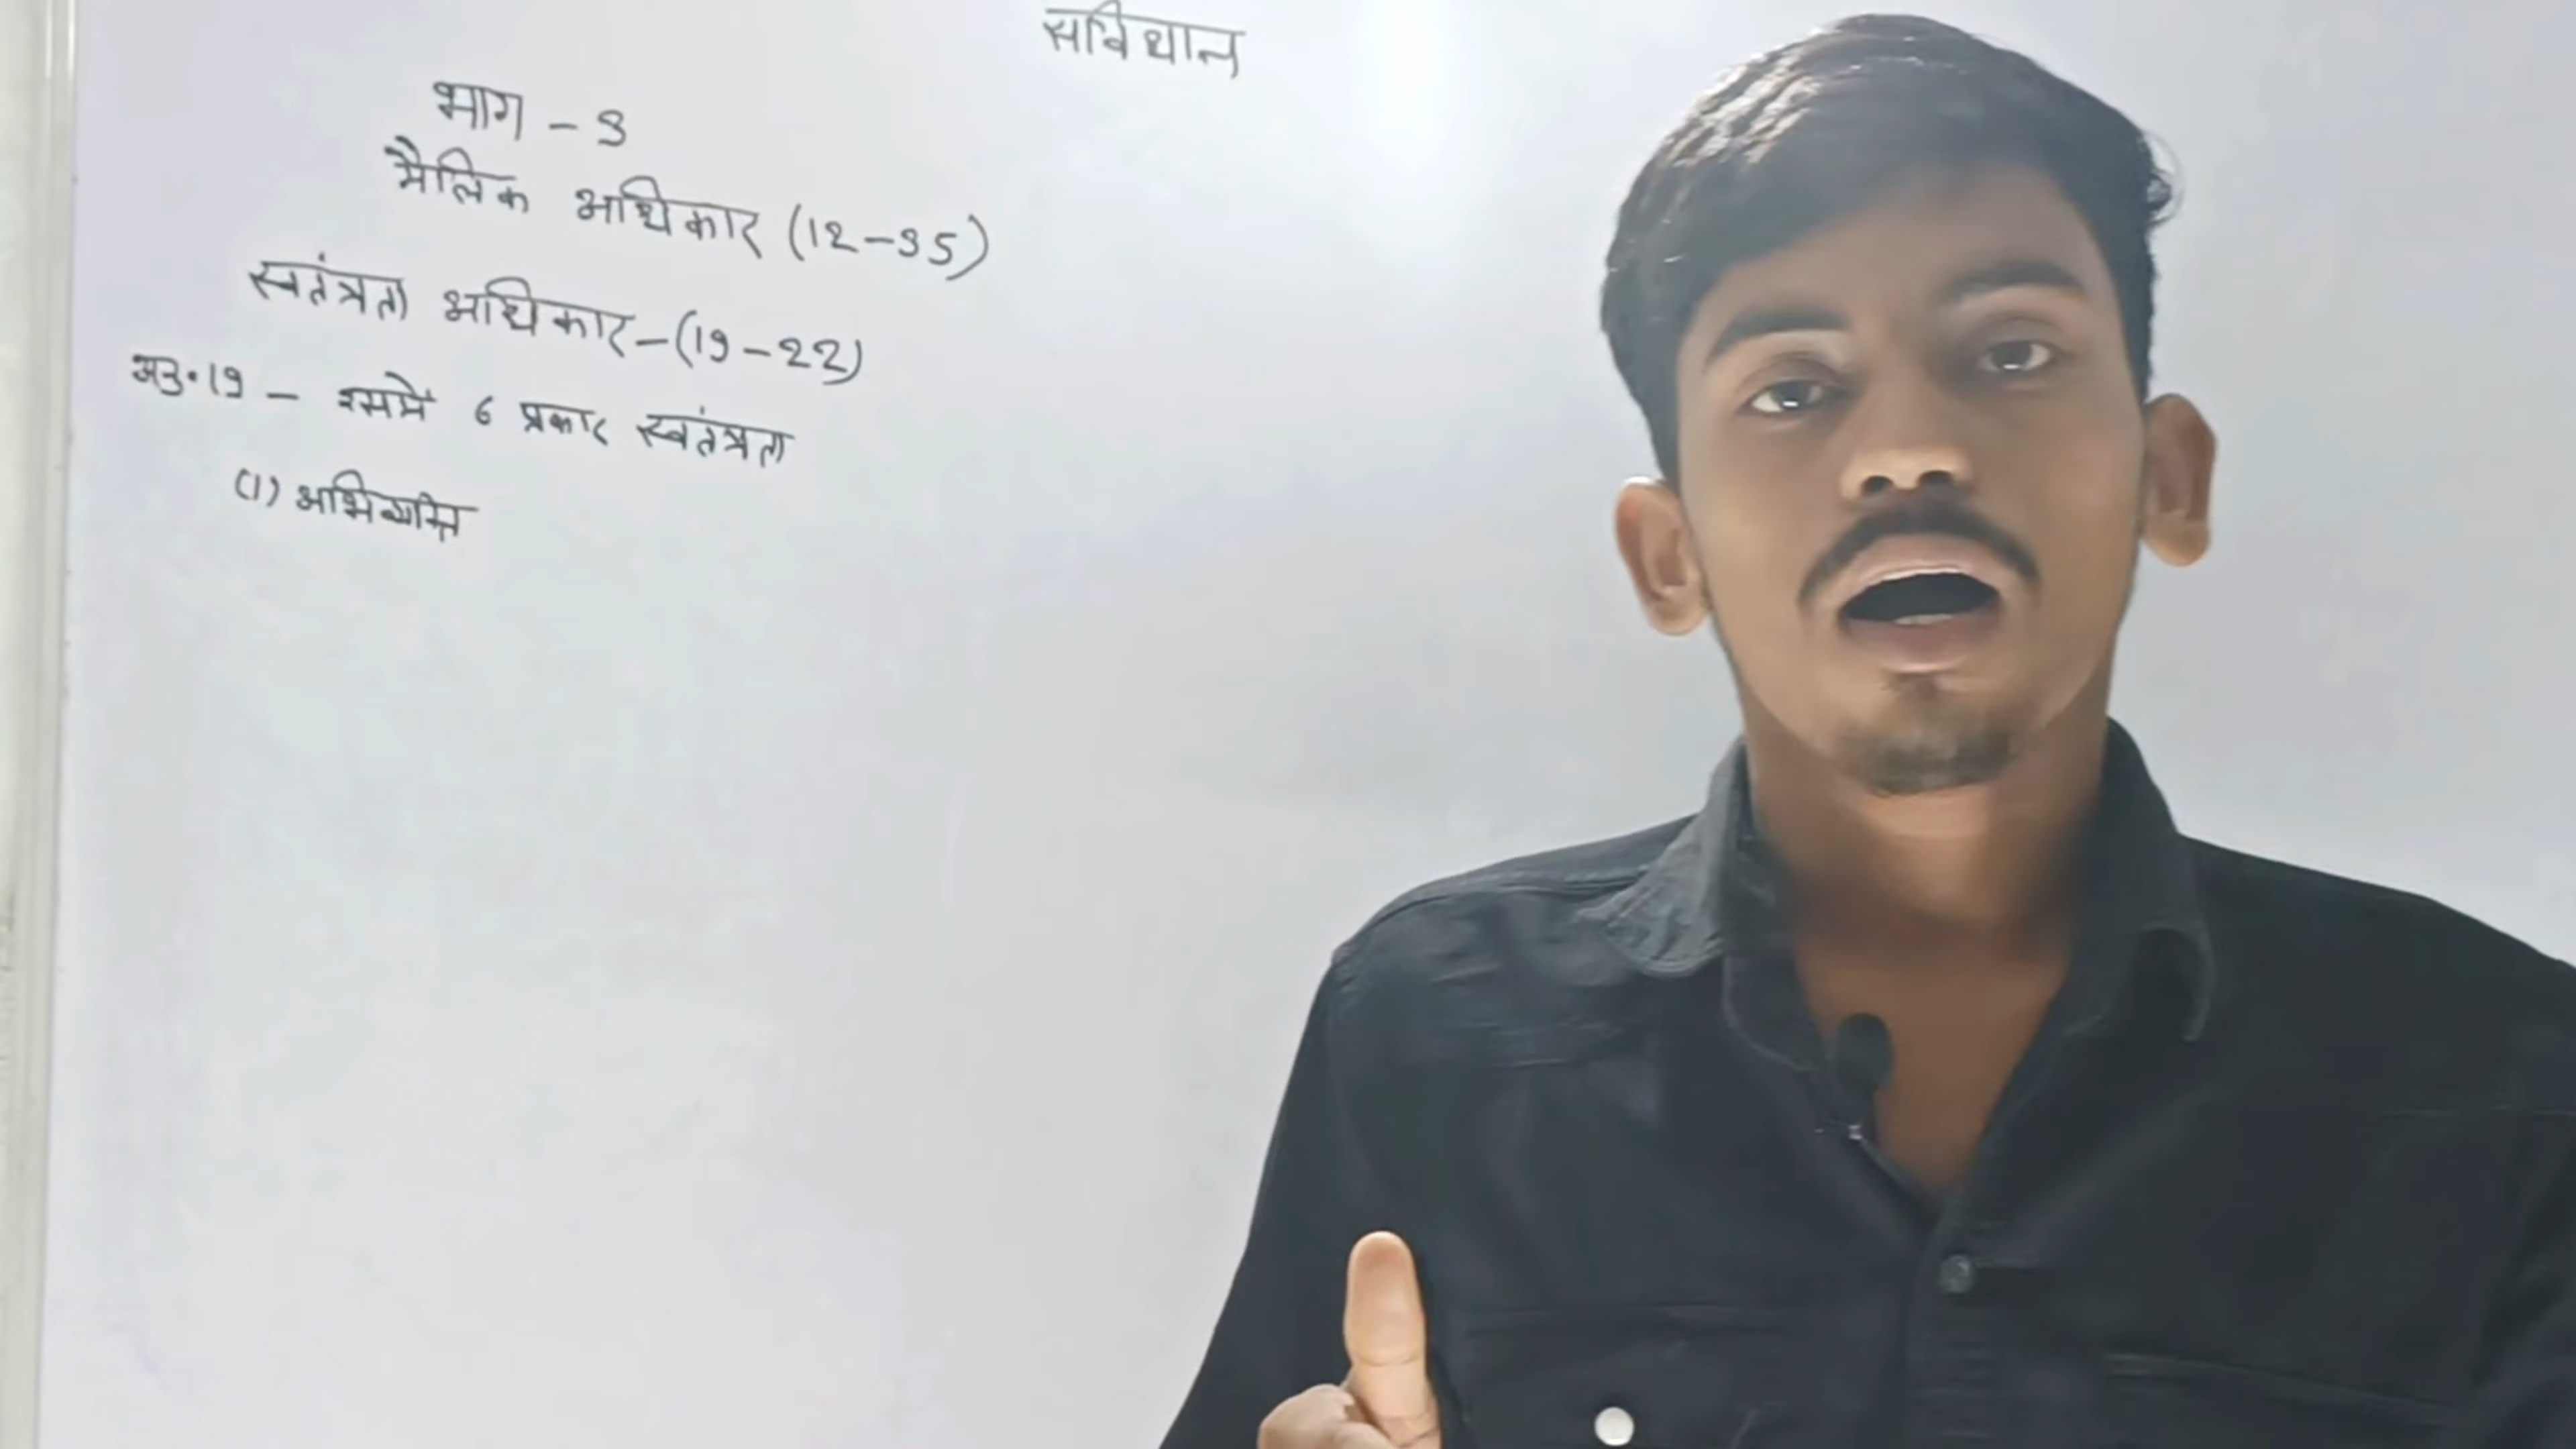 संविधान
भाग - 3
मौलिक अधिकार (12-35)
स्वतंत्रता अधिकार-(19-22)
अनु.19 - इसमें 6 प्रकार स्वतंत्रता
(1) अभिव्यक्ति